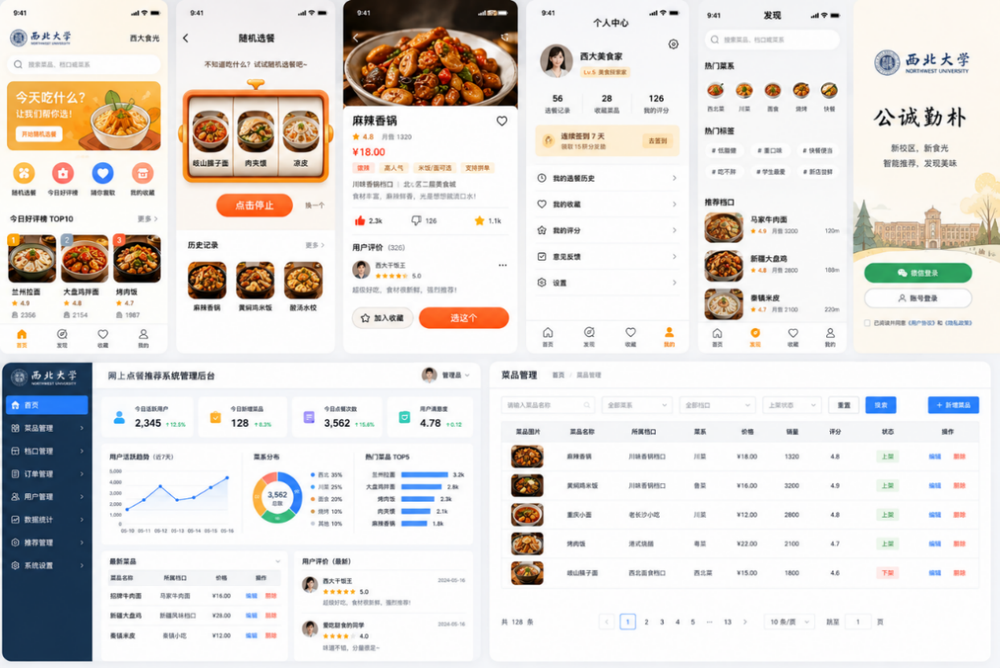 9:41
西北大学
NORTHWEST UNIVERSITY
西大食光
搜索菜品、档口或菜系
今天吃什么？
让我们帮你选！
开始随机选餐
随机选餐
今日好评榜
我的收藏
今日好评榜 TOP10
更多 >
1
2
3
兰州拉面
大盘鸡拌面
烤肉饭
4.9
4.8
4.7
2356
2154
1987
首页
发现
收藏
我的
9:41
随机选餐
不知道吃什么？试试随机选餐吧~
岐山臊子面
肉夹馍
凉皮
点击停止
换一个
历史记录
更多 >
麻辣香锅
黄焖鸡米饭
酸汤水饺
9:41
麻辣香锅
4.8 月售 1320
¥18.00
微辣
高人气
米饭/面可选
支持拼单
川味香锅档口
食材丰富，麻辣鲜香，光是想想就流口水！
2.3k
126
1.1k
用户评价 (326)
西大干饭王
5.0
超级好吃，食材很新鲜，强烈推荐！
加入收藏
选这个
9:41
个人中心
西大美食家
Lv.5 美食探索家
56
28
126
选餐记录
收藏菜品
我的评分
连续签到 7 天
领取 15 积分奖励
去签到
我的选餐历史
我的收藏
我的评分
意见反馈
设置
首页
发现
收藏
我的
9:41
发现
搜索菜品、档口或菜系
热门菜系
西北菜
川菜
面食
烧烤
快餐
热门标签
# 低脂健
# 重口味
# 快餐便当
# 吃不胖
# 学生最爱
# 新店尝鲜
推荐档口
马家牛肉面
4.9 月售 3200
120m
新疆大盘鸡
4.8 月售 2800
188m
秦镇米皮
4.7 月售 2100
220m
首页
发现
收藏
我的
西北大学
NORTHWEST UNIVERSITY
公诚勤朴
新校区，新食光
智能推荐，发现美味
微信登录
账号登录
已阅读并同意《用户协议》和《隐私政策》
西北大学
NORTHWEST UNIVERSITY
首页
菜品管理
档口管理
订单管理
用户管理
数据统计
推荐管理
系统设置
网上点餐推荐系统管理后台
管理员
今日活跃用户
2,345 ↑12.5%
今日新增菜品
128 ↑6.3%
今日点餐次数
3,562 ↑15.6%
用户满意度
4.78 ↑0.12
用户活跃趋势 (近7天)
5,000
4,000
3,000
2,000
1,000
0
05-10 05-11 05-12 05-13 05-14 05-15 05-16
菜系分布
3,562
总数
西北 35%
川菜 25%
面食 20%
烧烤 10%
其他 10%
热门菜品 TOP5
兰州拉面 3.2k
大盘鸡拌面 2.8k
烤肉饭 2.3k
肉夹馍 2.1k
麻辣香锅 1.8k
最新菜品
菜品名称 所属档口 价格 操作
招牌牛肉面 马家牛肉面 ¥16.00 编辑 删除
新疆大盘鸡 新疆风味档口 ¥28.00 编辑 删除
秦镇米皮 秦镇小吃 ¥12.00 编辑 删除
用户评价（最新）
西大干饭王
2024-05-16
5.0
超级好吃，食材很新鲜，强烈推荐！
爱吃甜食的同学
2024-05-16
4.0
味道不错，分量很足~
菜品管理
首页 / 菜品管理
请输入菜品名称
全部菜系
全部档口
上架状态
重置
搜索
+ 新增菜品
菜品图片 菜品名称 所属档口 菜系 价格 销量 评分 状态 操作
麻辣香锅 川味香锅档口 川菜 ¥18.00 1320 4.8 上架 编辑 删除
黄焖鸡米饭 川味香锅档口 鲁菜 ¥16.00 3200 4.9 上架 编辑 删除
重庆小面 老长沙小吃 川菜 ¥12.00 2800 4.8 上架 编辑 删除
烤肉饭 港式烧腊 粤菜 ¥22.00 2100 4.7 上架 编辑 删除
岐山臊子面 西北面食档口 西北菜 ¥15.00 1800 4.6 下架 编辑 删除
共 128 条
< 1 2 3 4 5 ··· 13 >
10 条/页
跳至 1 页